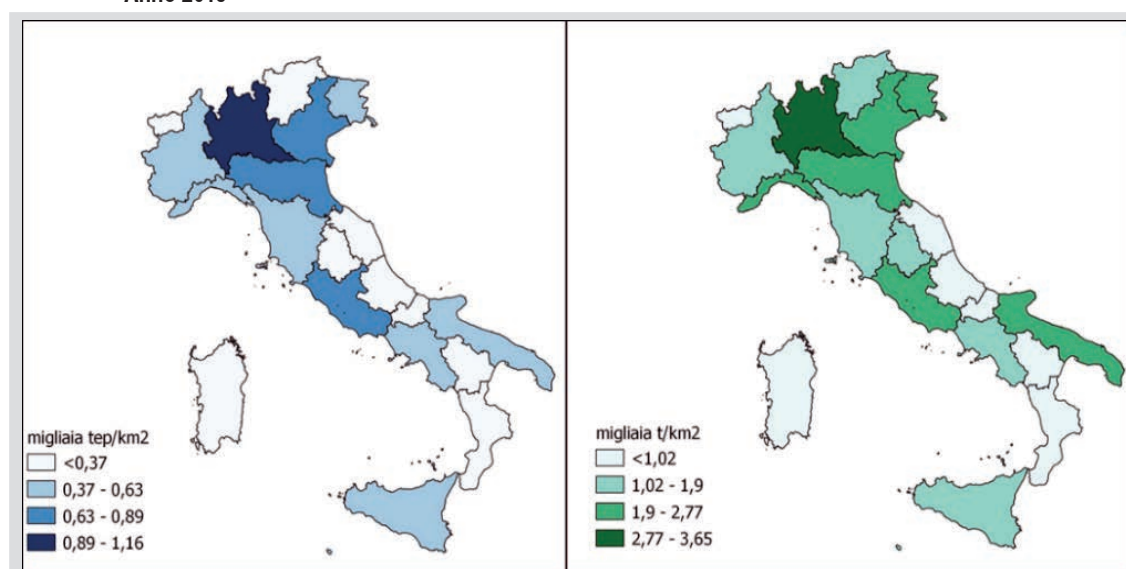 migliaia tep/km2
<0,37
0,37 - 0,63
0,63 - 0,89
0,89 - 1,16
migliaia t/km2
<1,02
1,02 - 1,9
1,9 - 2,77
2,77 - 3,65